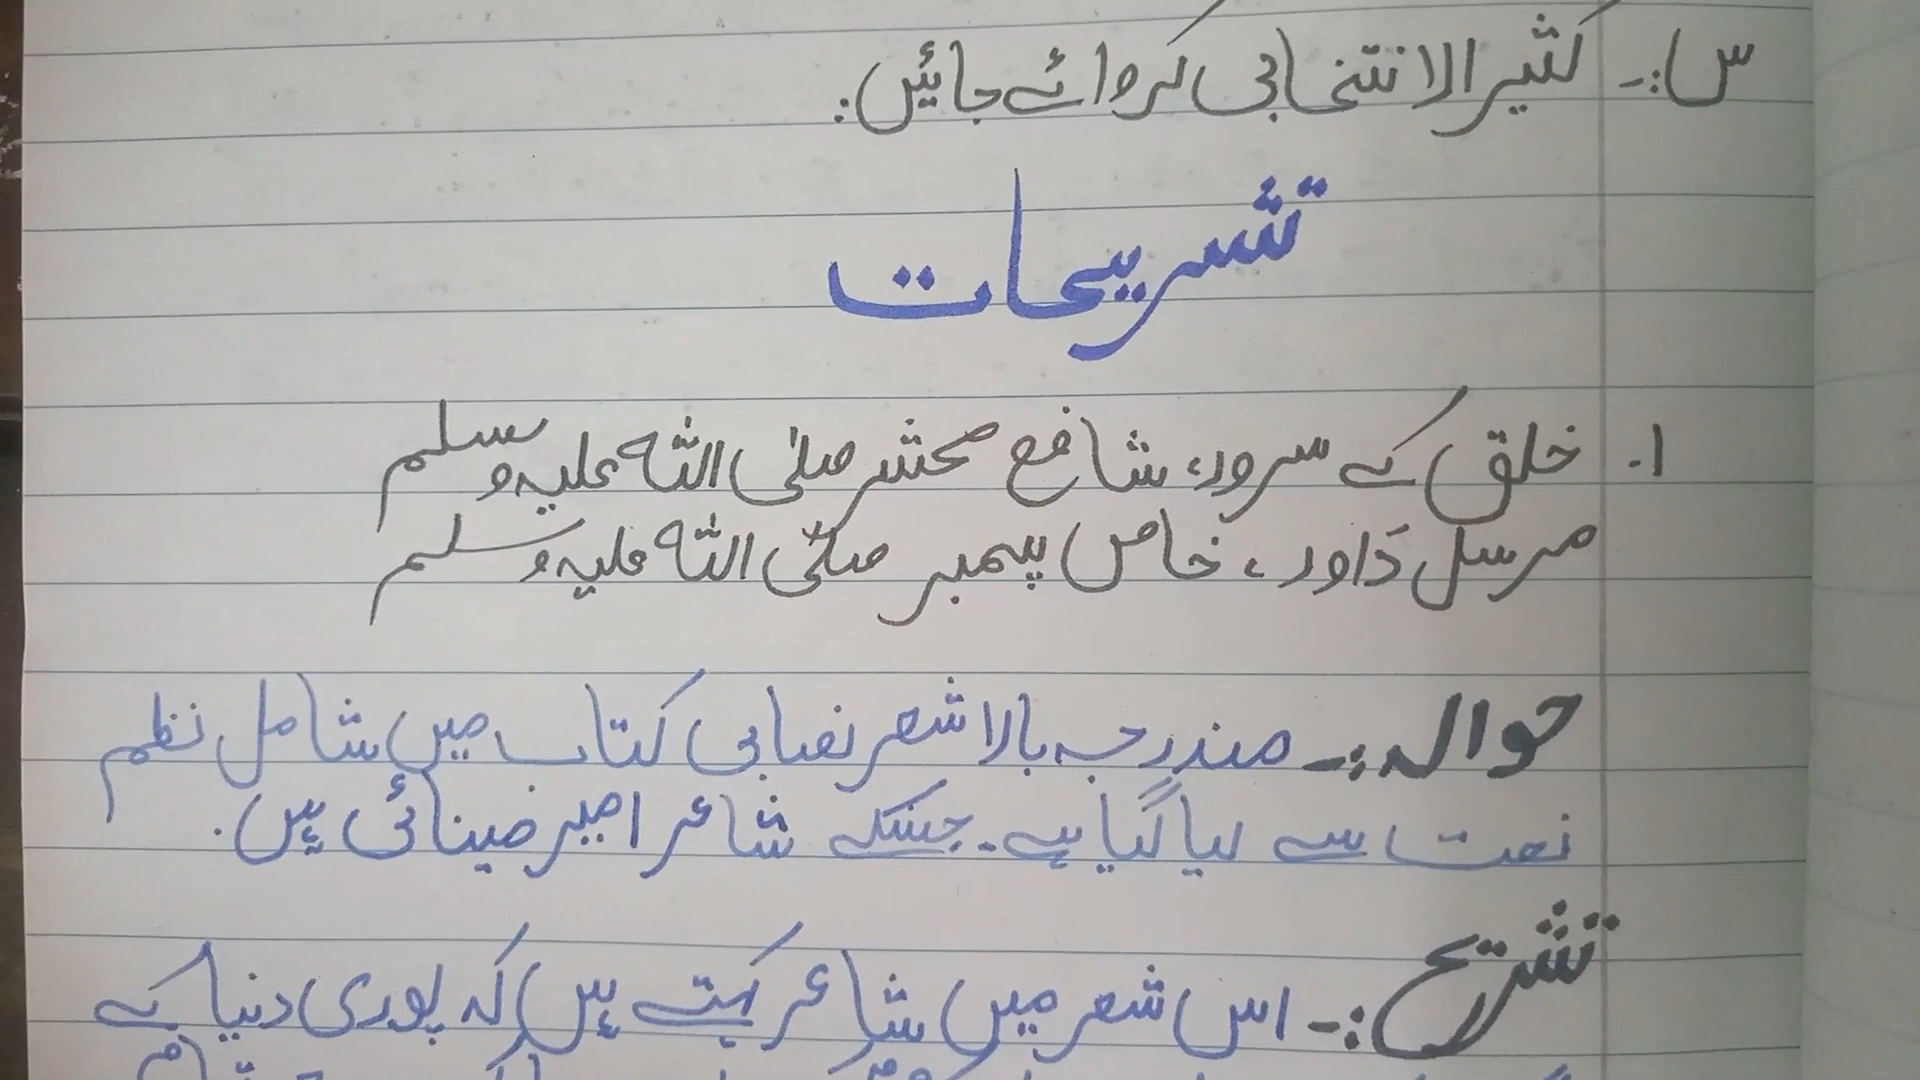 س:۔ کثیر الانتخابی کروائے جائیں:
تشریحات
۱. خلق کے سرور، شافع محشر صلی اللہ علیہ وسلم
مرسل داور، خاص پیمبر صلّی اللہ علیہ وسلم
حوالہ:۔ مندرجہ بالا شعر نصابی کتاب میں شامل نظم
نعت سے لیا گیا ہے۔ جسکے شاعر امیر مینائی ہیں۔
تشریح:۔ اس شعر میں شاعر کہتے ہیں کہ پوری دنیا کے